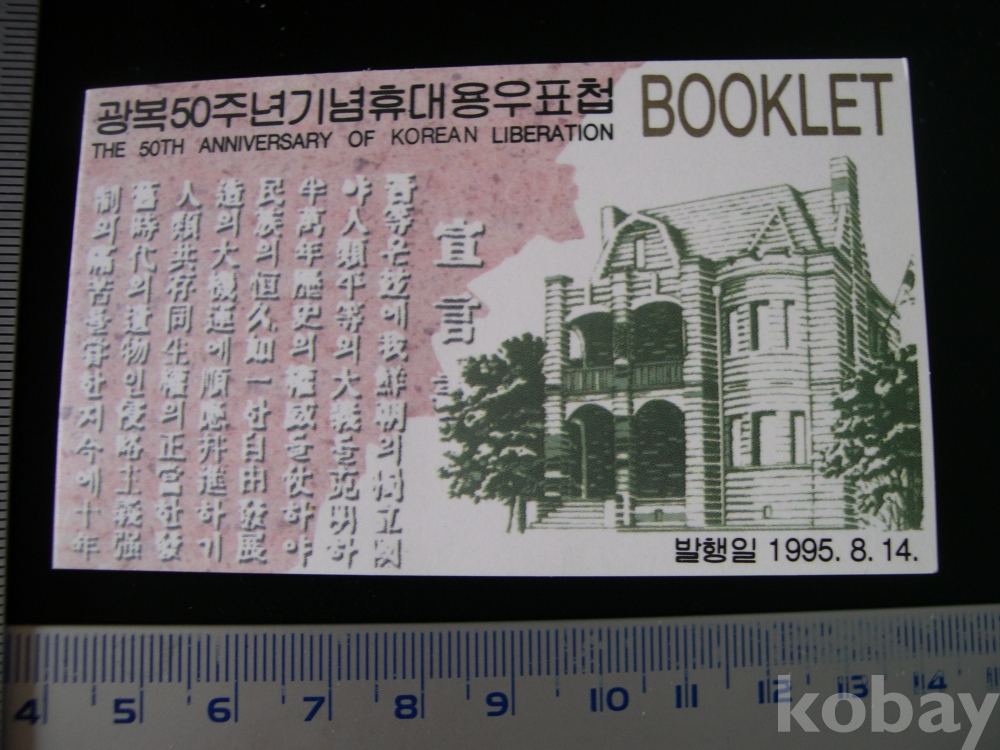 광복50주년기념휴대용우표첩 BOOKLET
THE 50TH ANNIVERSARY OF KOREAN LIBERATION
宣言書
吾等은玆에我鮮朝의獨立國
人類平等의大義를克明하
半萬年歷史의權威를仗하야
民族의恒久如一한自由發展
造의大機運에順應幷進하기
人類共存同生權의正當한發
舊時代의遺物인侵略主義强
制의痛苦를嘗한지今에十年
발행일 1995. 8. 14.
4 5 6 7 8 9 10 11 12 13 14
kobay